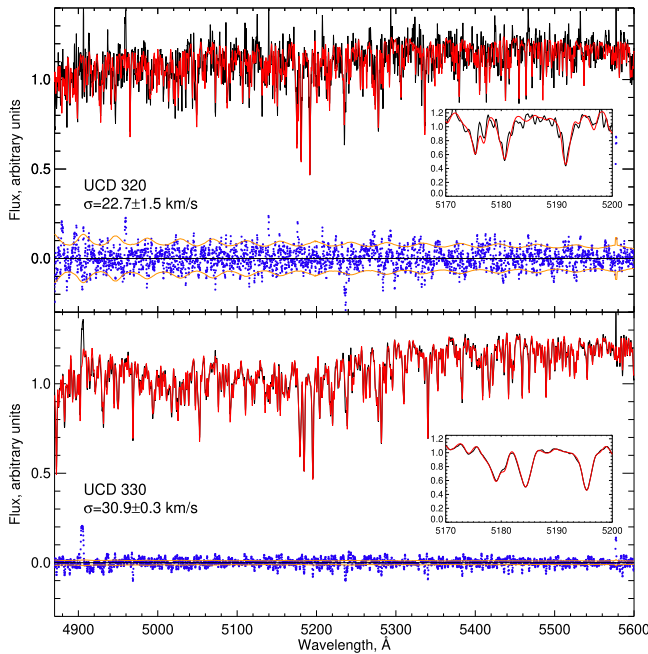 Flux, arbitrary units
1.0
0.5
0.0
UCD 320
σ=22.7±1.5 km/s
1.2
1.0
0.8
0.6
0.4
0.2
0.0
5170 5180 5190 5200
Flux, arbitrary units
1.0
0.5
0.0
UCD 330
σ=30.9±0.3 km/s
1.2
1.0
0.8
0.6
0.4
0.2
0.0
5170 5180 5190 5200
4900 5000 5100 5200 5300 5400 5500 5600
Wavelength, Å